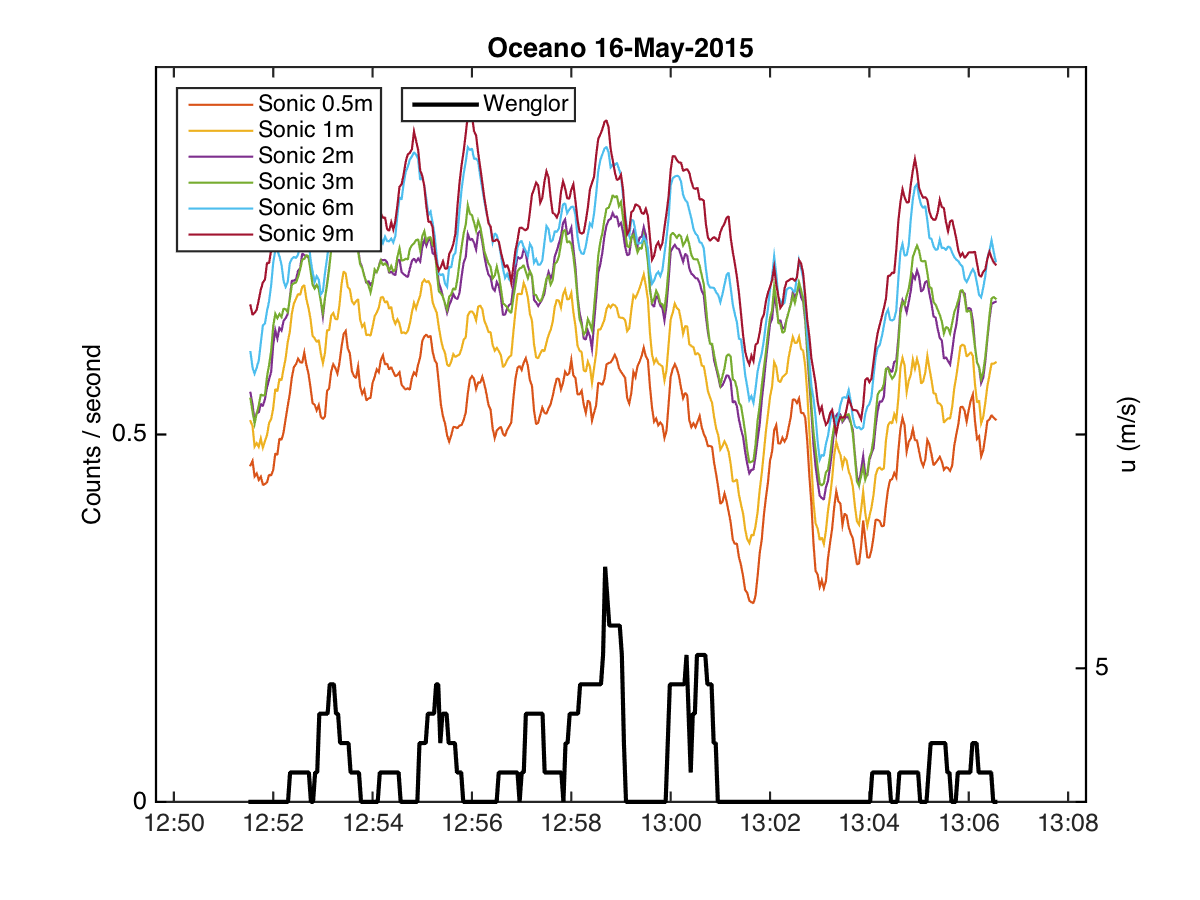 Oceano 16-May-2015
Sonic 0.5m
Sonic 1m
Sonic 2m
Sonic 3m
Sonic 6m
Sonic 9m
Wenglor
Counts / second
0.5
0
u (m/s)
5
12:50 12:52 12:54 12:56 12:58 13:00 13:02 13:04 13:06 13:08